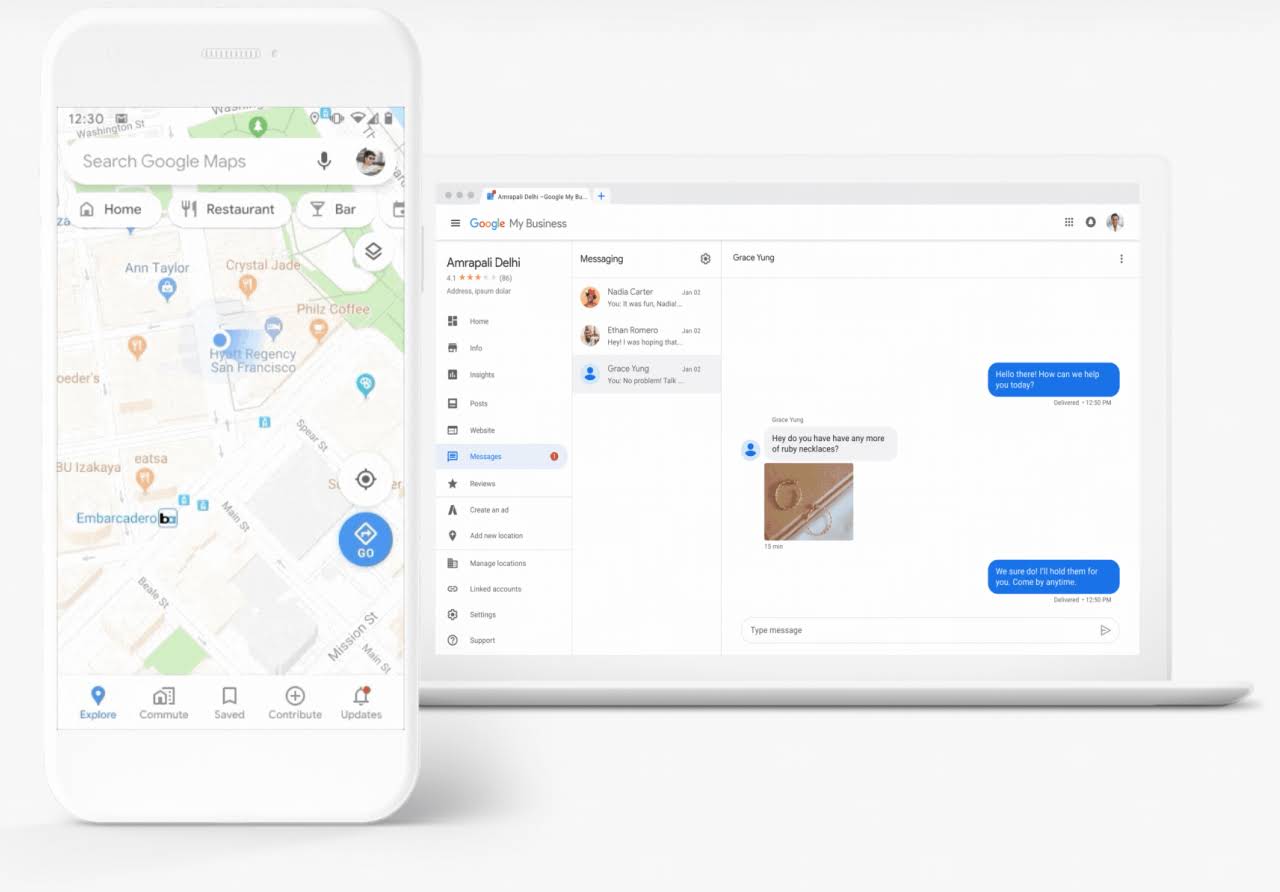 Washing
12:30
Washington St
Search Google Maps
Home
Restaurant
Bar
Ann Taylor
Crystal Jade
Philz Coffee
Hyatt Regency
San Francisco
oeder's
Spear St
BU Izakaya
eatsa
Embarcadero
Main St
GO
Beale St
Mission St
Main St
Explore
Commute
Saved
Contribute
Updates
Amrapali Delhi –Google My Bu...
Google My Business
Amrapali Delhi
4.1 ★★★★★ (86)
Address, ipsum dolar
Home
Info
Insights
Posts
Website
Messages
Reviews
Create an ad
Add new location
Manage locations
Linked accounts
Settings
Support
Messaging
Nadia Carter Jan 02
You: It was fun, Nadia!...
Ethan Romero Jan 02
Hey! I was hoping that...
Grace Yung Jan 02
You: No problem! Talk ...
Grace Yung
Hello there! How can we help
you today?
Delivered • 12:50 PM
Grace Yung
Hey do you have have any more
of ruby necklaces?
15 min
We sure do! I'll hold them for
you. Come by anytime.
Delivered • 12:50 PM
Type message